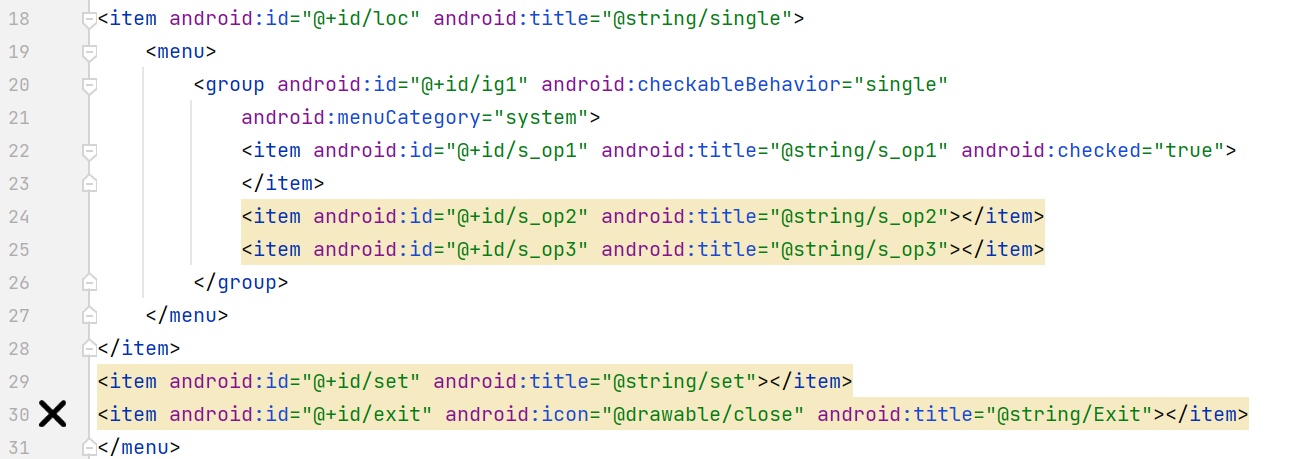 18 <item android:id="@+id/loc" android:title="@string/single">
19 <menu>
20 <group android:id="@+id/ig1" android:checkableBehavior="single"
21 android:menuCategory="system">
22 <item android:id="@+id/s_op1" android:title="@string/s_op1" android:checked="true">
23 </item>
24 <item android:id="@+id/s_op2" android:title="@string/s_op2"></item>
25 <item android:id="@+id/s_op3" android:title="@string/s_op3"></item>
26 </group>
27 </menu>
28 </item>
29 <item android:id="@+id/set" android:title="@string/set"></item>
30 <item android:id="@+id/exit" android:icon="@drawable/close" android:title="@string/Exit"></item>
31 </menu>